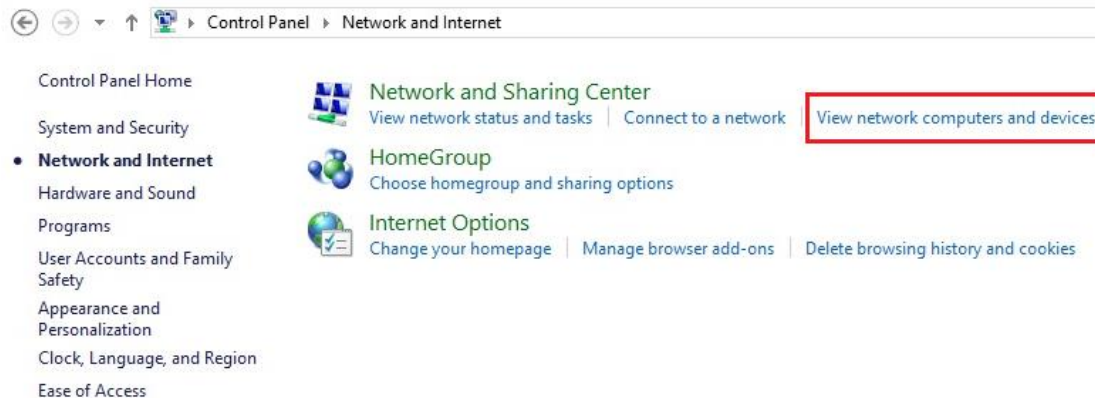 Control Panel Network and Internet
Control Panel Home
System and Security
Network and Internet
Hardware and Sound
Programs
User Accounts and Family
Safety
Appearance and
Personalization
Clock, Language, and Region
Ease of Access
Network and Sharing Center
View network status and tasks Connect to a network View network computers and devices
HomeGroup
Choose homegroup and sharing options
Internet Options
Change your homepage Manage browser add-ons Delete browsing history and cookies